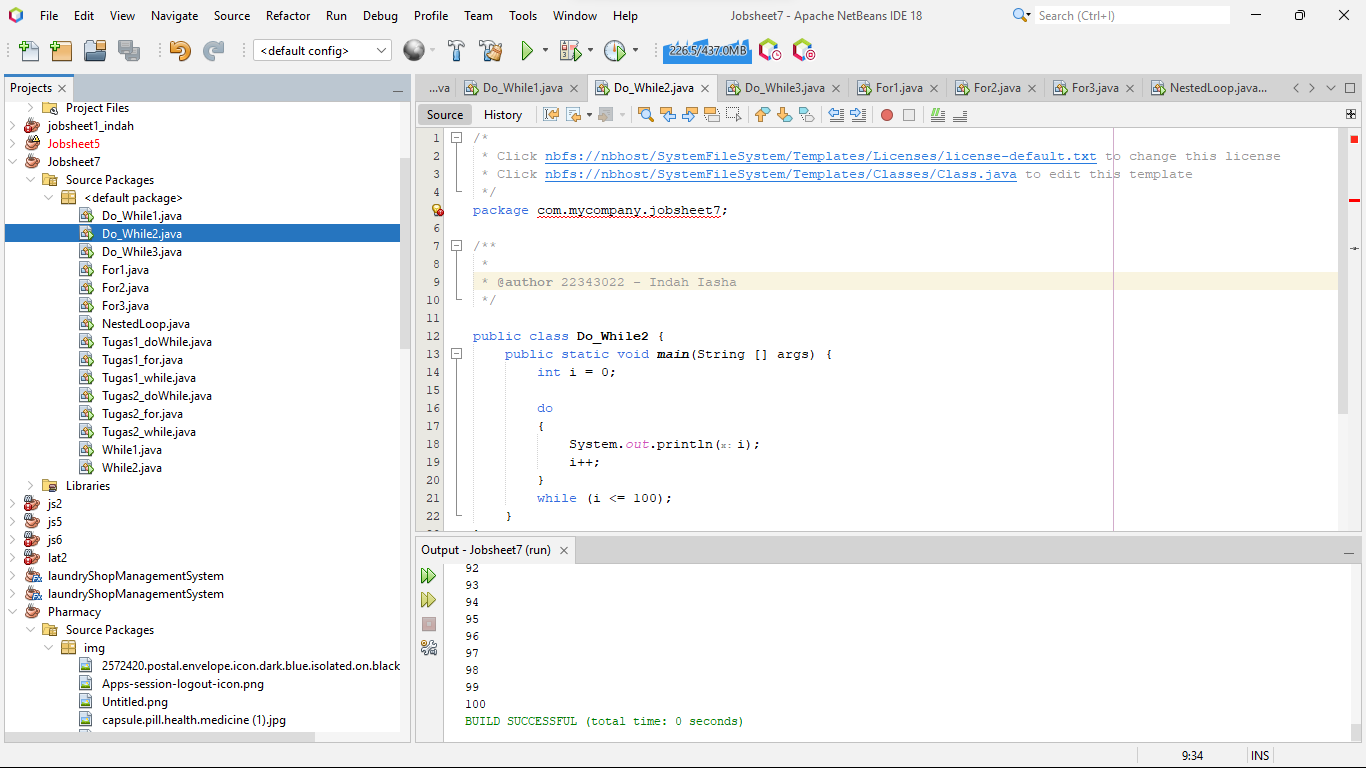 File Edit View Navigate Source Refactor Run Debug Profile Team Tools Window Help
Jobsheet7 - Apache NetBeans IDE 18
Search (Ctrl+I)
<default config>
226.5/437.0MB
Projects
Project Files
jobsheet1_indah
Jobsheet5
Jobsheet7
Source Packages
<default package>
Do_While1.java
Do_While2.java
Do_While3.java
For1.java
For2.java
For3.java
NestedLoop.java
Tugas1_doWhile.java
Tugas1_for.java
Tugas1_while.java
Tugas2_doWhile.java
Tugas2_for.java
Tugas2_while.java
While1.java
While2.java
Libraries
js2
js5
js6
lat2
laundryShopManagementSystem
laundryShopManagementSystem
Pharmacy
Source Packages
img
2572420.postal.envelope.icon.dark.blue.isolated.on.black
Apps-session-logout-icon.png
Untitled.png
capsule.pill.health.medicine (1).jpg
...va Do_While1.java Do_While2.java Do_While3.java For1.java For2.java For3.java NestedLoop.java...
Source History
1 /*
2 * Click nbfs://nbhost/SystemFileSystem/Templates/Licenses/license-default.txt to change this license
3 * Click nbfs://nbhost/SystemFileSystem/Templates/Classes/Class.java to edit this template
4 */
package com.mycompany.jobsheet7;
6
7 /**
8 *
9 * @author 22343022 - Indah Iasha
10 */
11
12 public class Do_While2 {
13 public static void main(String [] args) {
14 int i = 0;
15
16 do
17 {
18 System.out.println(x: i);
19 i++;
20 }
21 while (i <= 100);
22 }
Output - Jobsheet7 (run)
92
93
94
95
96
97
98
99
100
BUILD SUCCESSFUL (total time: 0 seconds)
9:34 INS